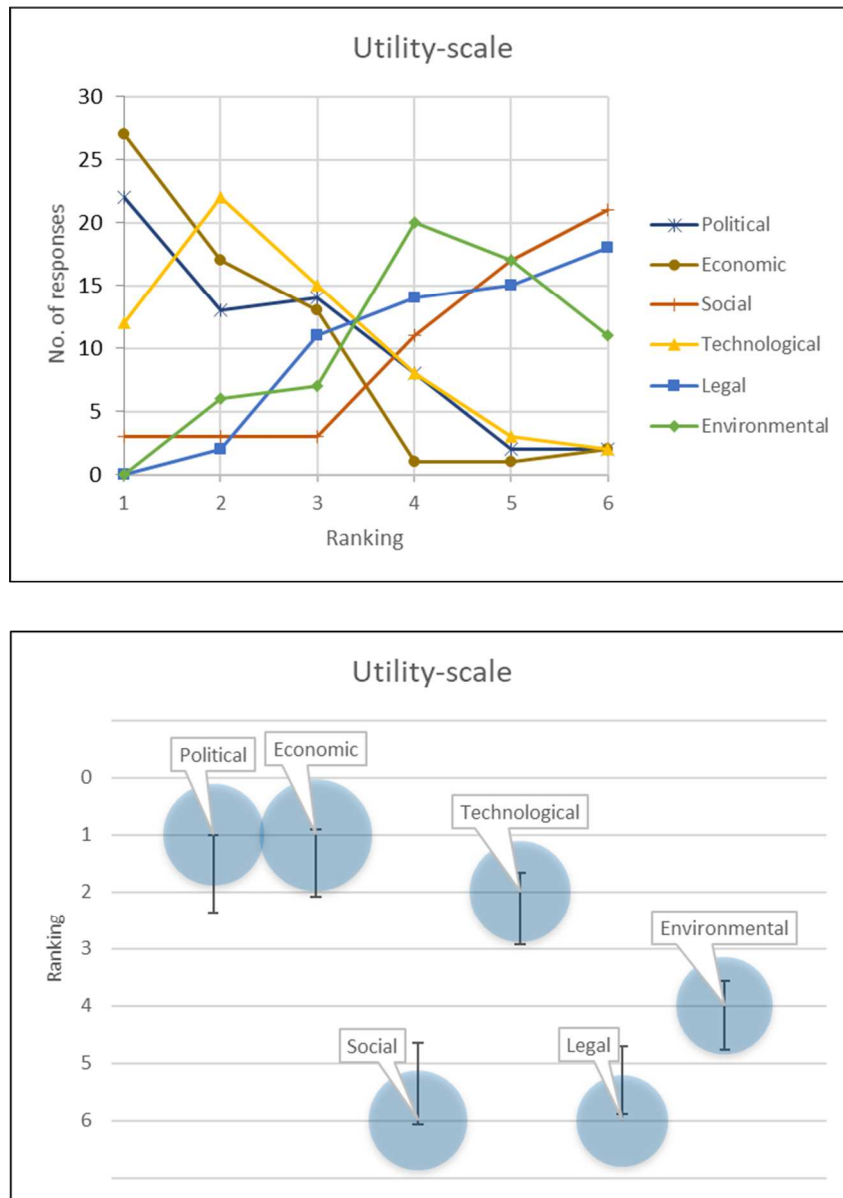 Utility-scale
30
25
20
15
10
5
0
No. of responses
1 2 3 4 5 6
Ranking
Political
Economic
Social
Technological
Legal
Environmental
Utility-scale
Ranking
0
1
2
3
4
5
6
Political
Economic
Technological
Environmental
Social
Legal